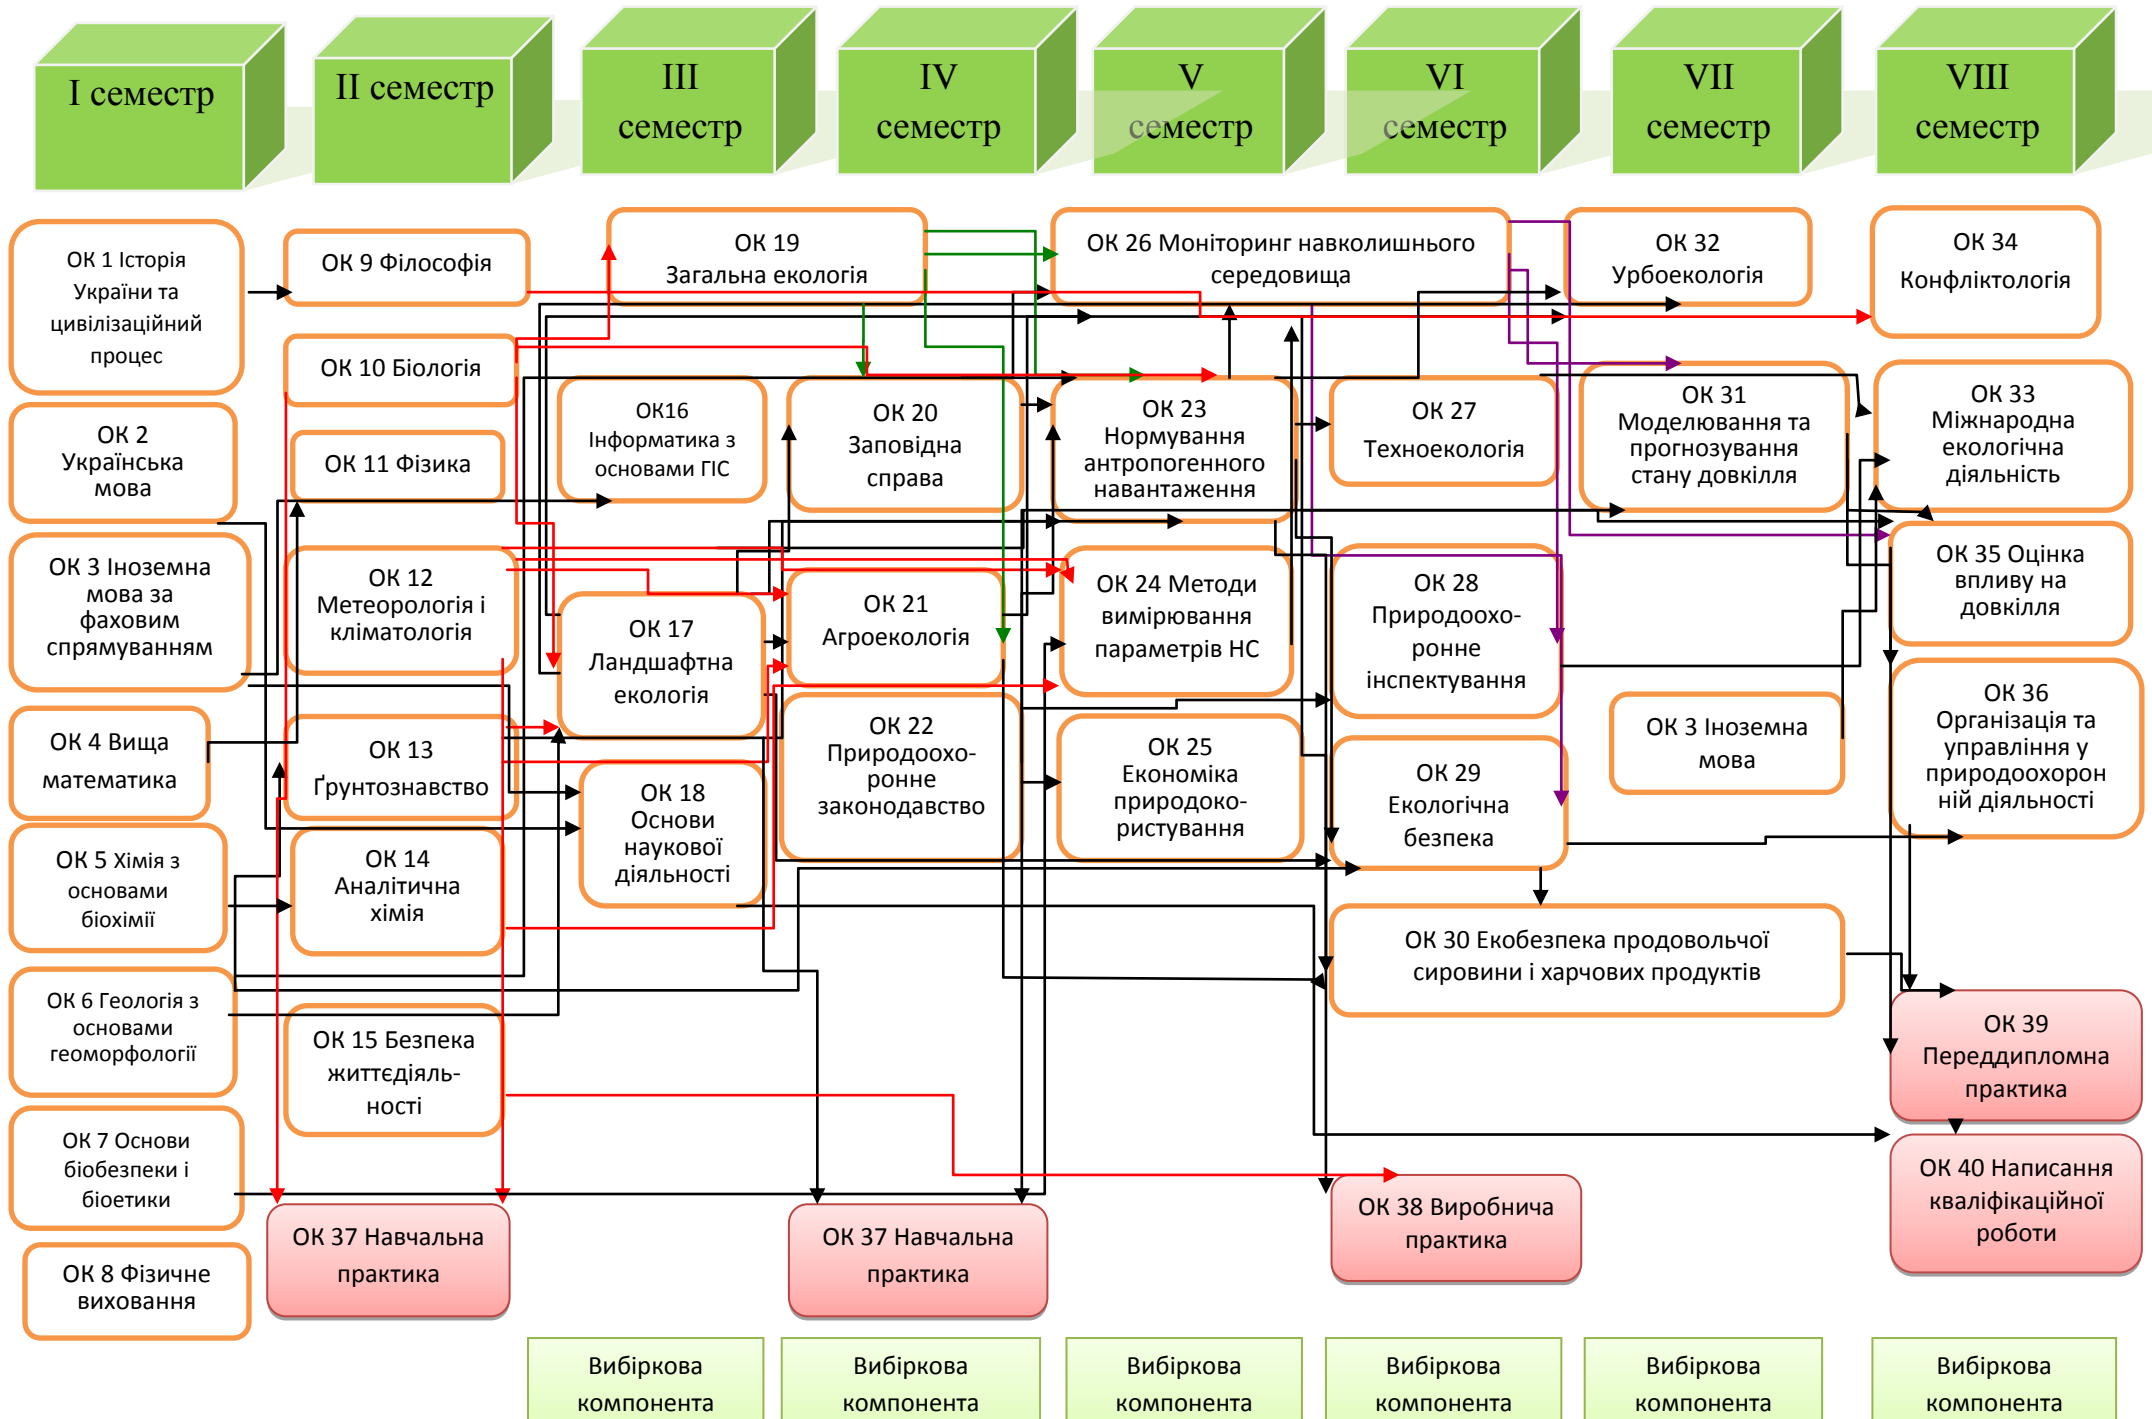 I семестр
II семестр
III
семестр
IV
семестр
V
семестр
VI
семестр
VII
семестр
VIII
семестр
ОК 1 Історія
України та
цивілізаційний
процес
ОК 2
Українська
мова
ОК 3 Іноземна
мова за
фаховим
спрямуванням
ОК 4 Вища
математика
ОК 5 Хімія з
основами
біохімії
ОК 6 Геологія з
основами
геоморфології
ОК 7 Основи
біобезпеки і
біоетики
ОК 8 Фізичне
виховання
ОК 9 Філософія
ОК 10 Біологія
ОК 11 Фізика
ОК 12
Метеорологія і
кліматологія
ОК 13
Ґрунтознавство
ОК 14
Аналітична
хімія
ОК 15 Безпека
життєдіяль-
ності
ОК 37 Навчальна
практика
ОК 19
Загальна екологія
ОК16
Інформатика з
основами ГІС
ОК 17
Ландшафтна
екологія
ОК 18
Основи
наукової
діяльності
ОК 20
Заповідна
справа
ОК 21
Агроекологія
ОК 22
Природоохо-
ронне
законодавство
ОК 37 Навчальна
практика
ОК 26 Моніторинг навколишнього
середовища
ОК 23
Нормування
антропогенного
навантаження
ОК 24 Методи
вимірювання
параметрів НС
ОК 25
Економіка
природоко-
ристування
ОК 27
Техноекологія
ОК 28
Природоохо-
ронне
інспектування
ОК 29
Екологічна
безпека
ОК 30 Екобезпека продовольчої
сировини і харчових продуктів
ОК 38 Виробнича
практика
ОК 32
Урбоекологія
ОК 31
Моделювання та
прогнозування
стану довкілля
ОК 3 Іноземна
мова
ОК 34
Конфліктологія
ОК 33
Міжнародна
екологічна
діяльність
ОК 35 Оцінка
впливу на
довкілля
ОК 36
Організація та
управління у
природоохорон
ній діяльності
ОК 39
Переддипломна
практика
ОК 40 Написання
кваліфікаційної
роботи
Вибіркова
компонента
Вибіркова
компонента
Вибіркова
компонента
Вибіркова
компонента
Вибіркова
компонента
Вибіркова
компонента